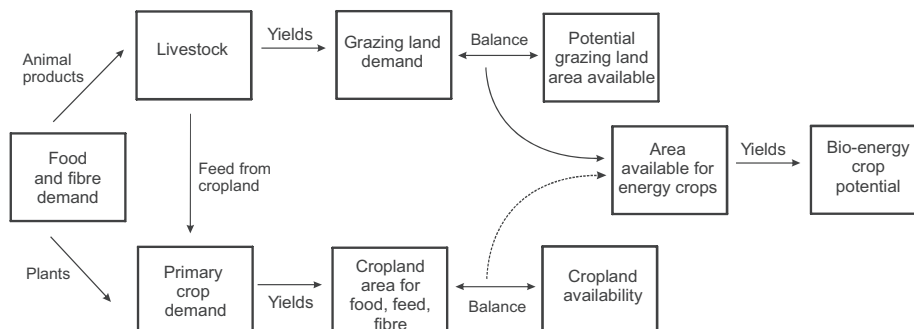 Animal
products
Livestock
Yields
Grazing land
demand
Balance
Potential
grazing land
area available
Food
and fibre
demand
Feed from
cropland
Area
available for
energy crops
Yields
Bio-energy
crop
potential
Plants
Primary
crop
demand
Yields
Cropland
area for
food, feed,
fibre
Balance
Cropland
availability